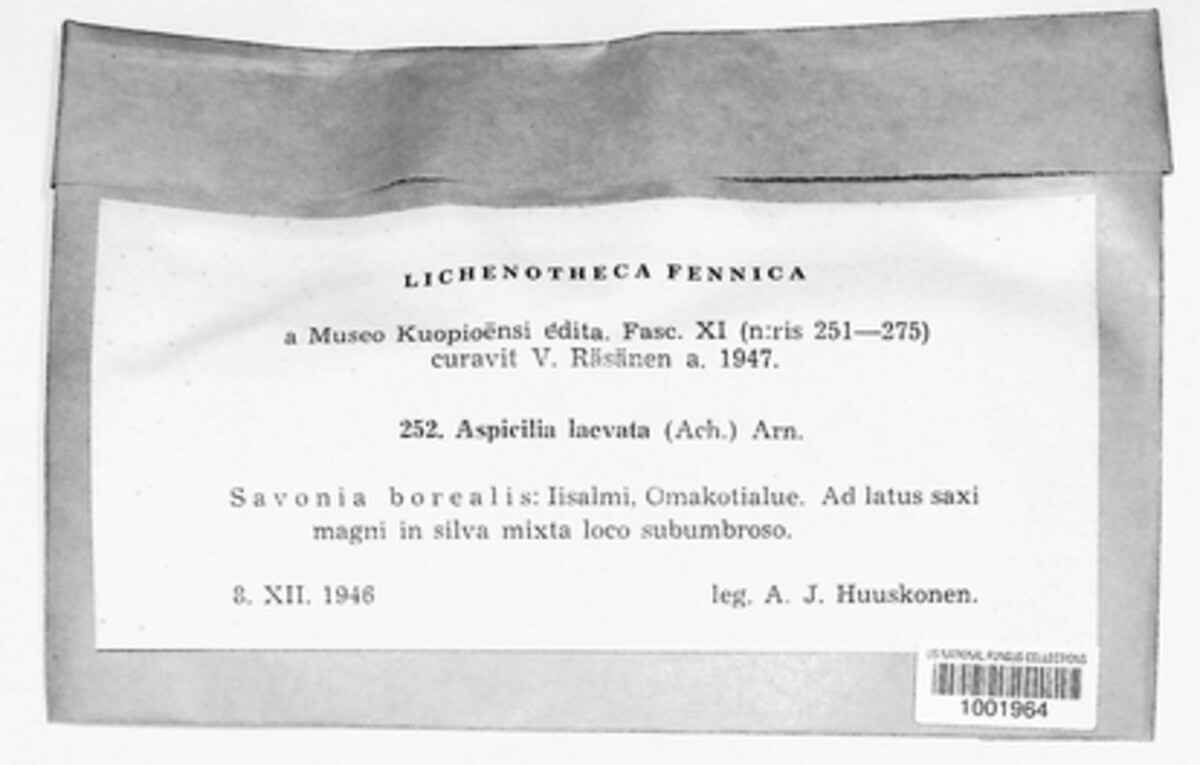 LICHENOTHECA FENNICA
a Museo Kuopioënsi edita. Fasc. XI (n:ris 251—275)
curavit V. Räsänen a. 1947.
252. Aspicilia laevata (Ach.) Arn.
Savonia borealis: Iisalmi, Omakotialue. Ad latus saxi
magni in silva mixta loco subumbroso.
8. XII. 1946 leg. A. J. Huuskonen.
US NATIONAL FUNGUS COLLECTIONS
1001964